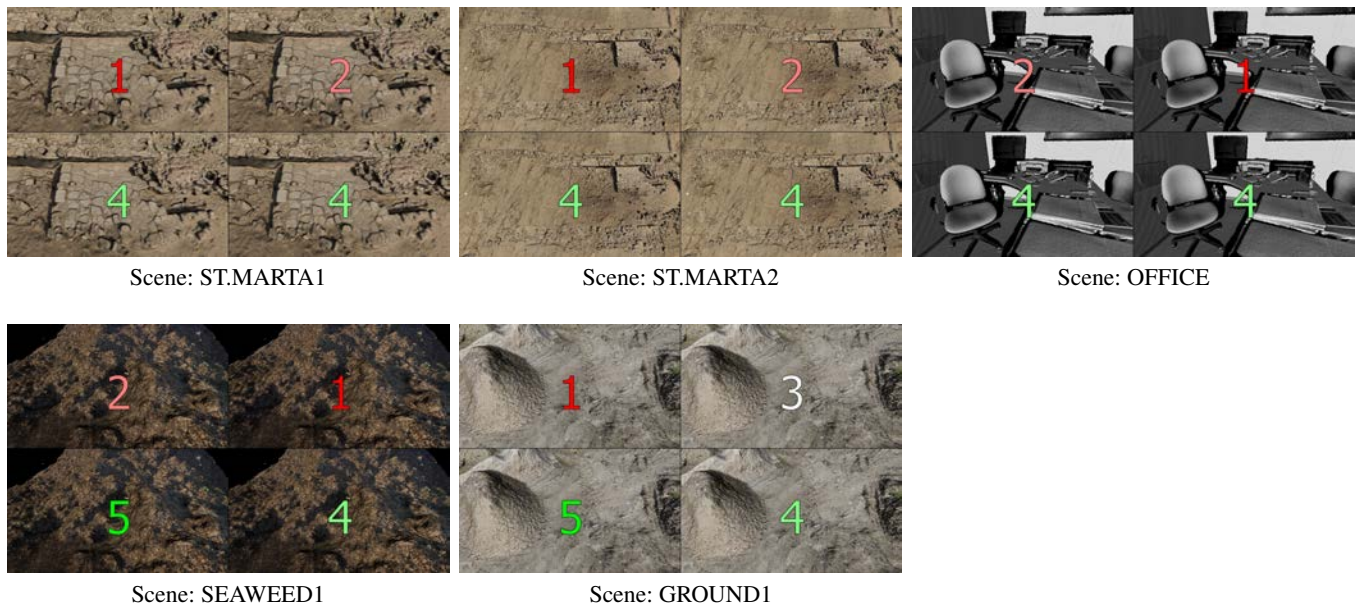 1 2 1 2 2 1
4 4 4 4 4 4
Scene: ST.MARTA1 Scene: ST.MARTA2 Scene: OFFICE
2 1 1 3
5 4 5 4
Scene: SEAWEED1 Scene: GROUND1